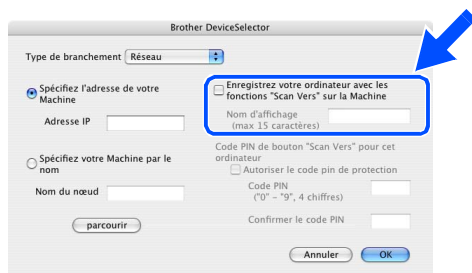 Brother DeviceSelector
Type de branchement Réseau
Spécifiez l'adresse de votre
Machine
Adresse IP
Spécifiez votre Machine par le
nom
Nom du nœud
parcourir
Enregistrez votre ordinateur avec les
fonctions "Scan Vers" sur la Machine
Nom d'affichage
(max 15 caractères)
Code PIN de bouton "Scan Vers" pour cet
ordinateur
Autoriser le code pin de protection
Code PIN
("0" – "9", 4 chiffres)
Confirmer le code PIN
Annuler
OK